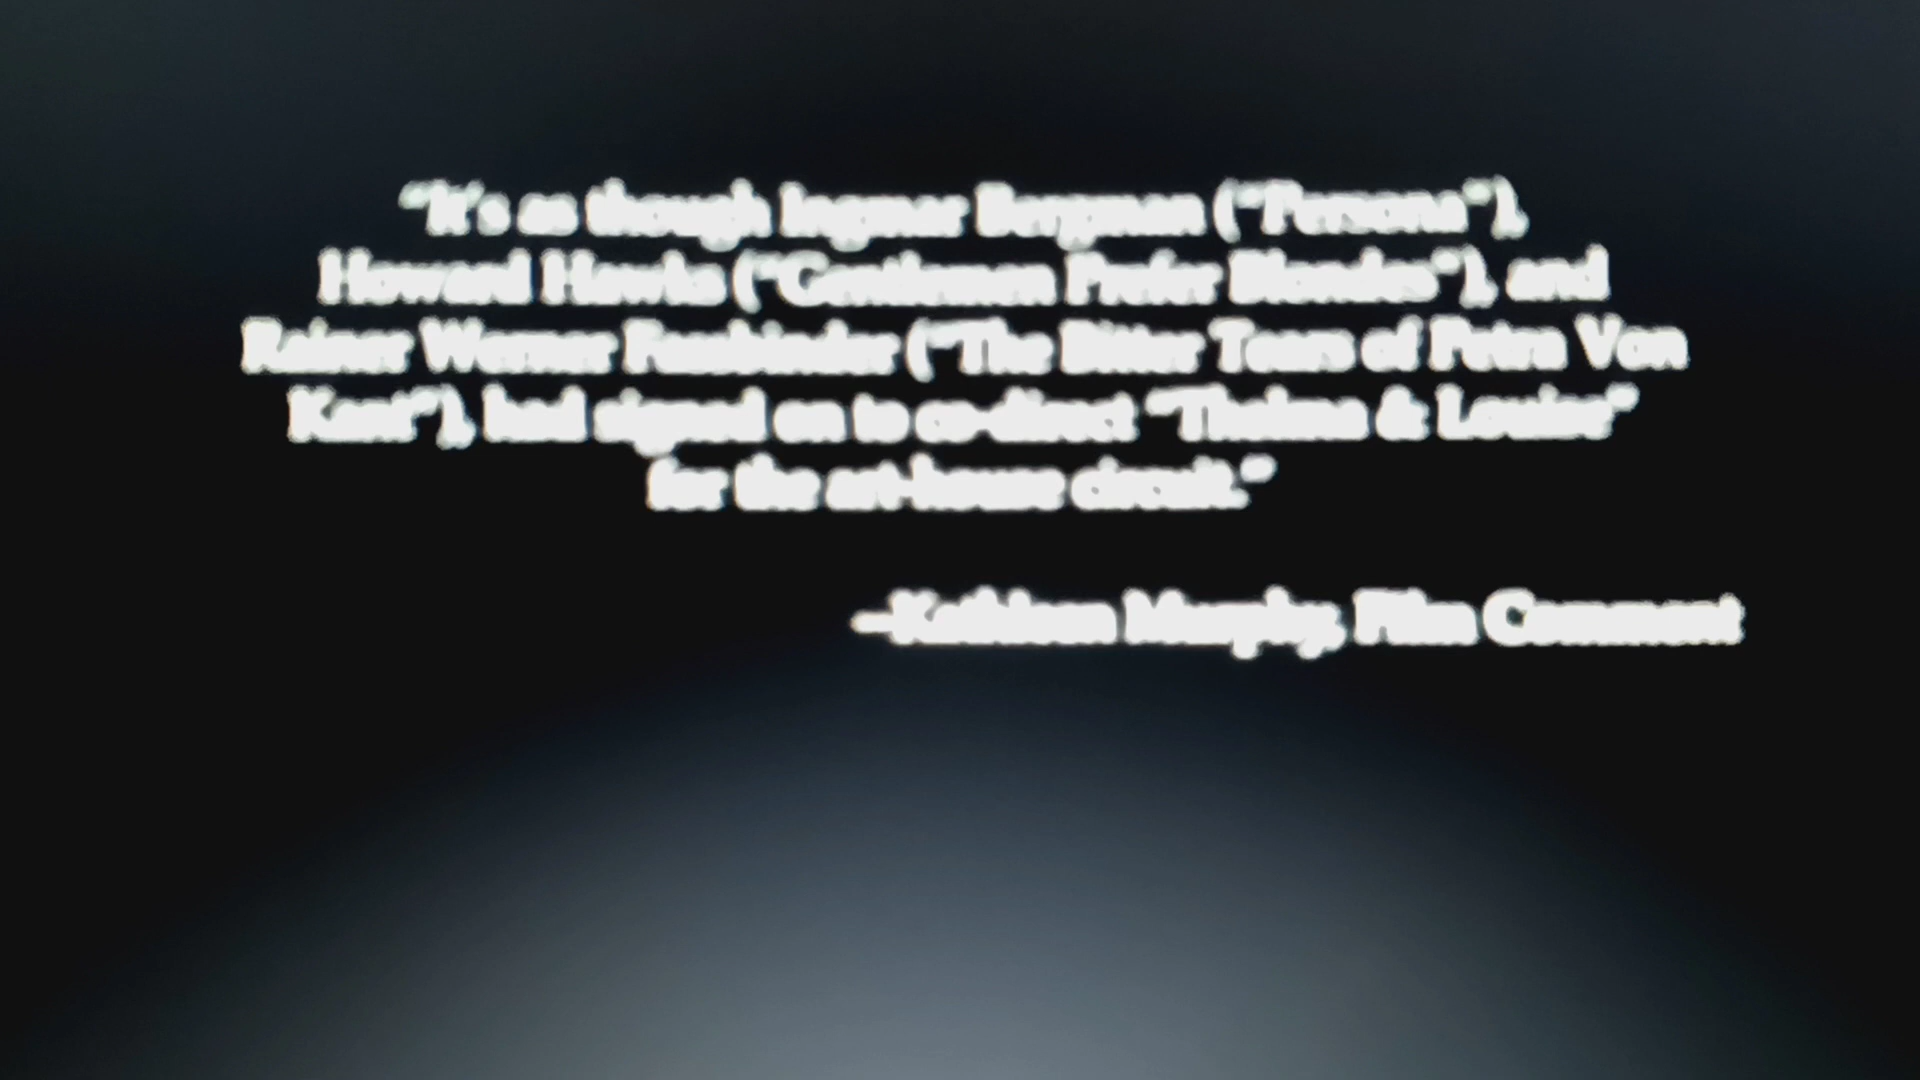 “It's as though Ingmar Bergman (“Persona”),
Howard Hawks (“Gentlemen Prefer Blondes”), and
Rainer Werner Fassbinder (“The Bitter Tears of Petra Von
Kant”), had signed on to co-direct “Thelma & Louise”
for the art-house circuit.”
—Kathleen Murphy, Film Comment